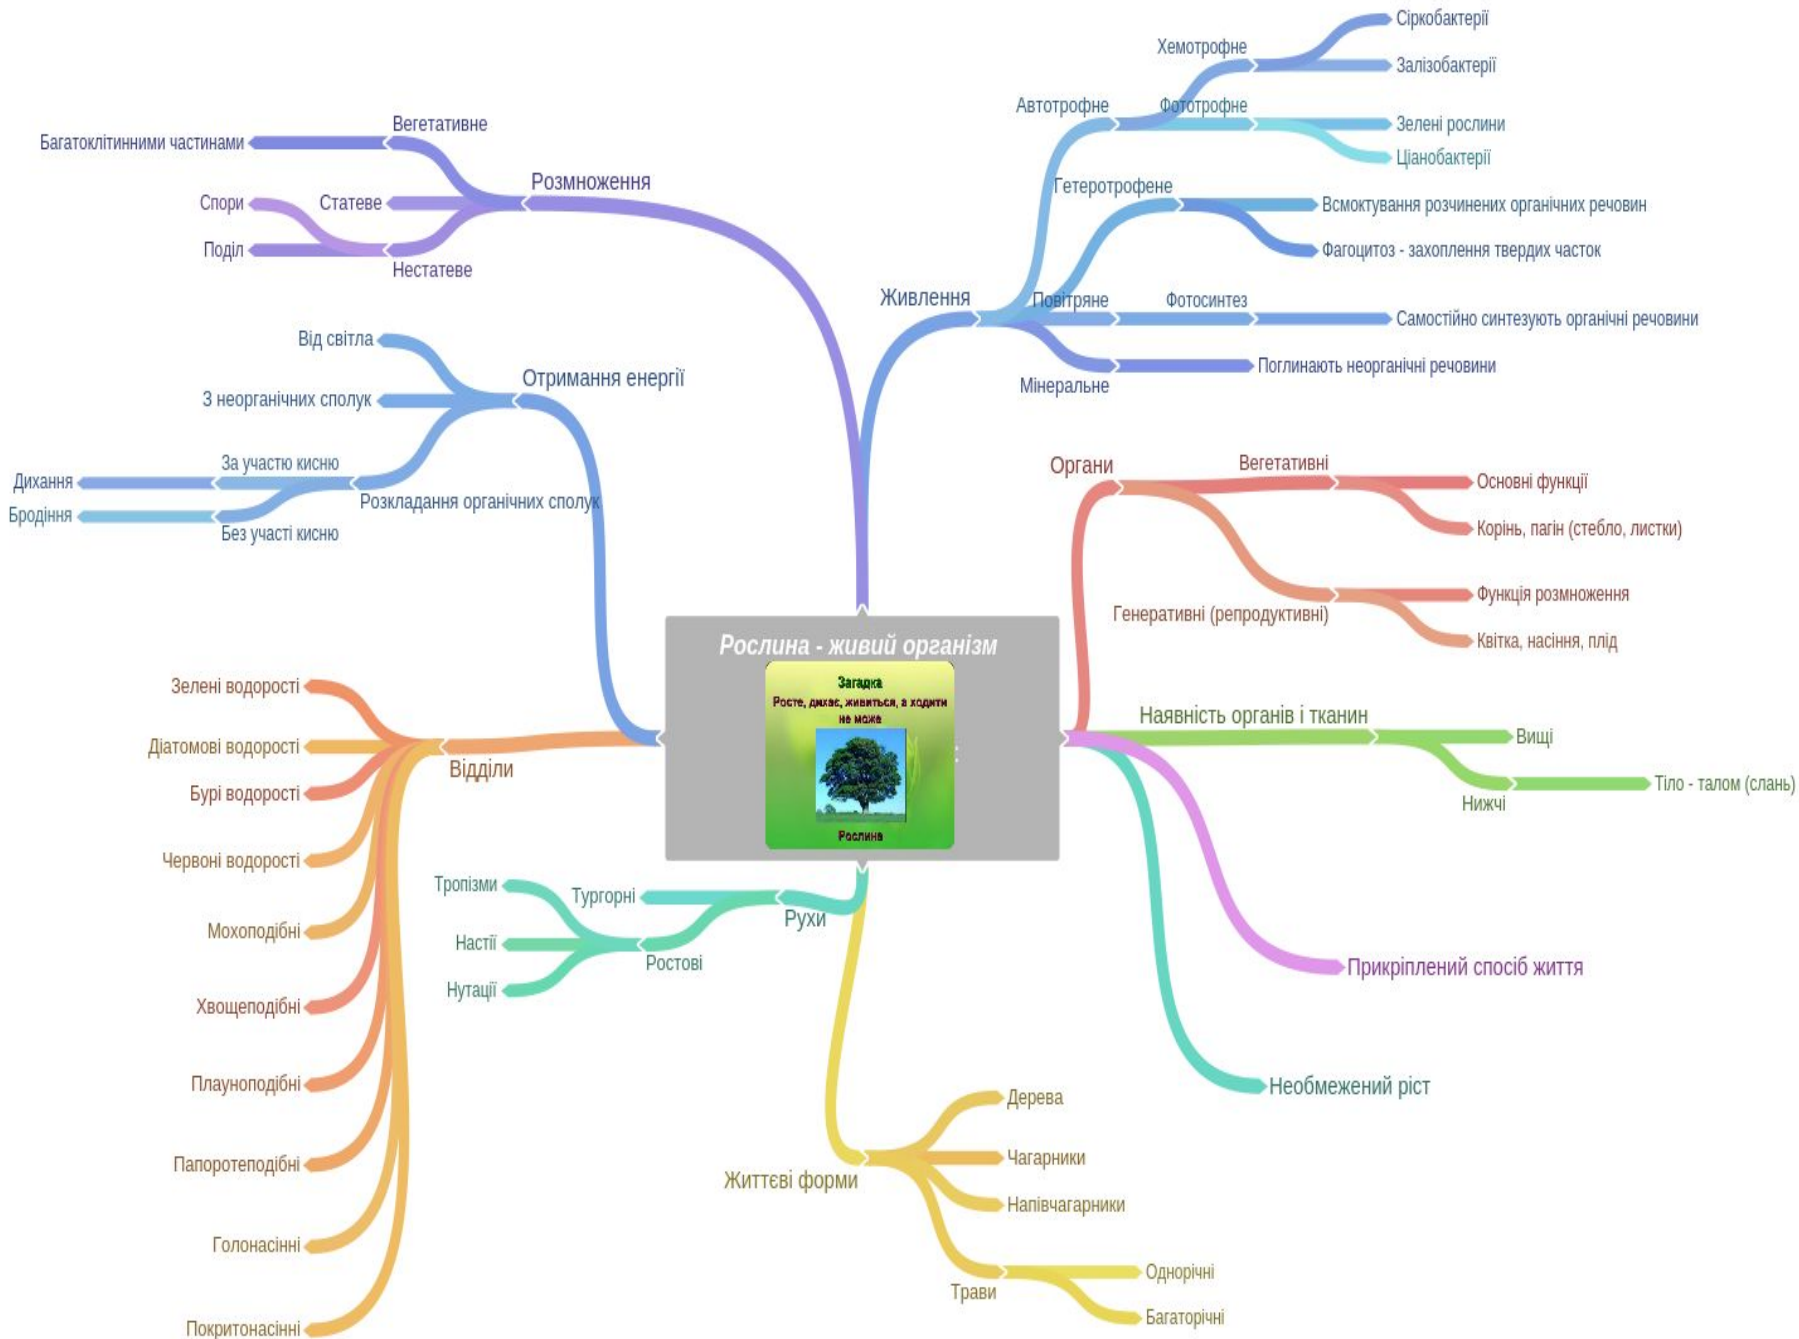 Рослина - живий організм
Загадка
Росте, дихає, живиться, а ходити
не може
Рослина
Розмноження
Вегетативне
Багатоклітинними частинами
Статеве
Нестатеве
Спори
Поділ
Отримання енергії
Від світла
З неорганічних сполук
Розкладання органічних сполук
За участю кисню
Дихання
Без участі кисню
Бродіння
Відділи
Зелені водорості
Діатомові водорості
Бурі водорості
Червоні водорості
Мохоподібні
Хвощеподібні
Плауноподібні
Папоротеподібні
Голонасінні
Покритонасінні
Рухи
Тургорні
Ростові
Тропізми
Настії
Нутації
Життєві форми
Дерева
Чагарники
Напівчагарники
Трави
Однорічні
Багаторічні
Живлення
Автотрофне
Хемотрофне
Сіркобактерії
Залізобактерії
Фототрофне
Зелені рослини
Ціанобактерії
Гетеротрофене
Всмоктування розчинених органічних речовин
Фагоцитоз - захоплення твердих часток
Повітряне
Фотосинтез
Самостійно синтезують органічні речовини
Мінеральне
Поглинають неорганічні речовини
Органи
Вегетативні
Основні функції
Корінь, пагін (стебло, листки)
Генеративні (репродуктивні)
Функція розмноження
Квітка, насіння, плід
Наявність органів і тканин
Вищі
Нижчі
Тіло - талом (слань)
Прикріплений спосіб життя
Необмежений ріст